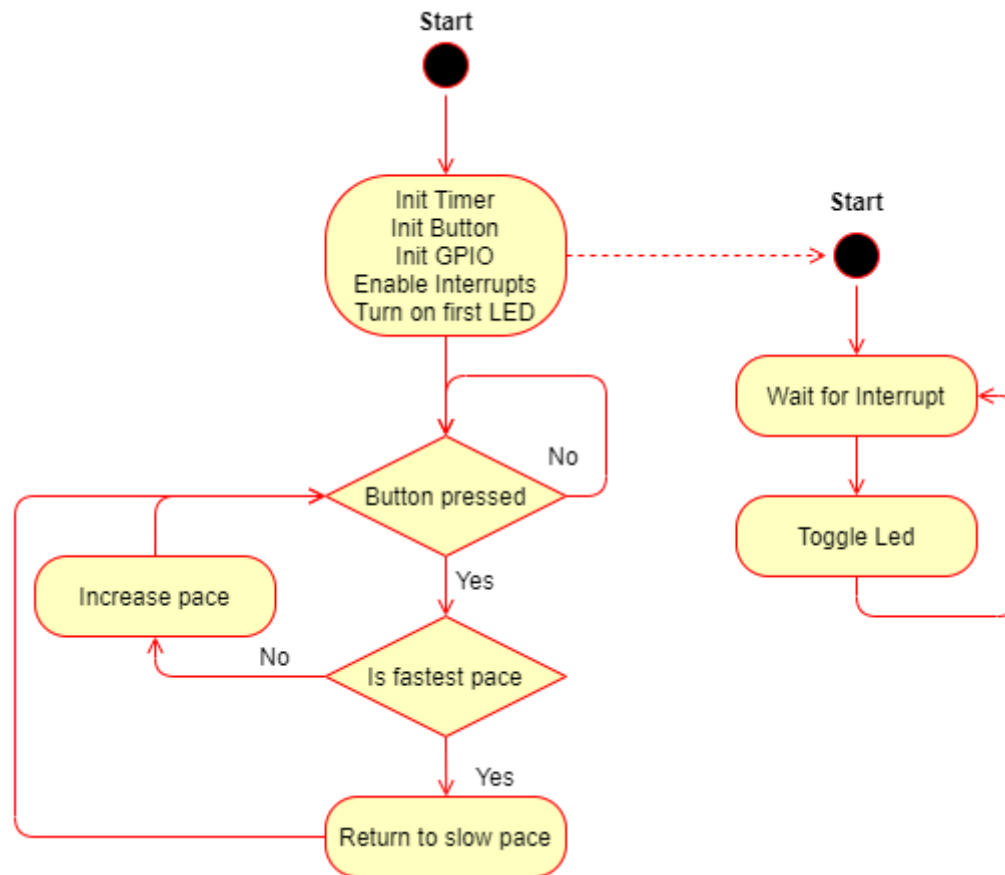 Start
Init Timer
Init Button
Init GPIO
Enable Interrupts
Turn on first LED
Start
Wait for Interrupt
No
Button pressed
Toggle Led
Yes
Increase pace
No
Is fastest pace
Yes
Return to slow pace